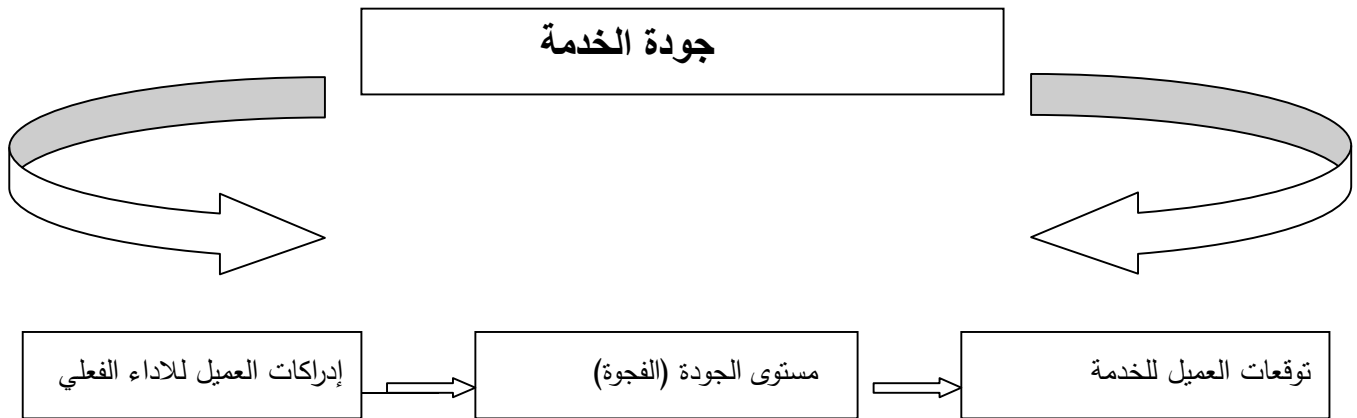 جودة الخدمة
توقعات العميل للخدمة
مستوى الجودة (الفجوة)
إدراكات العميل للاداء الفعلي